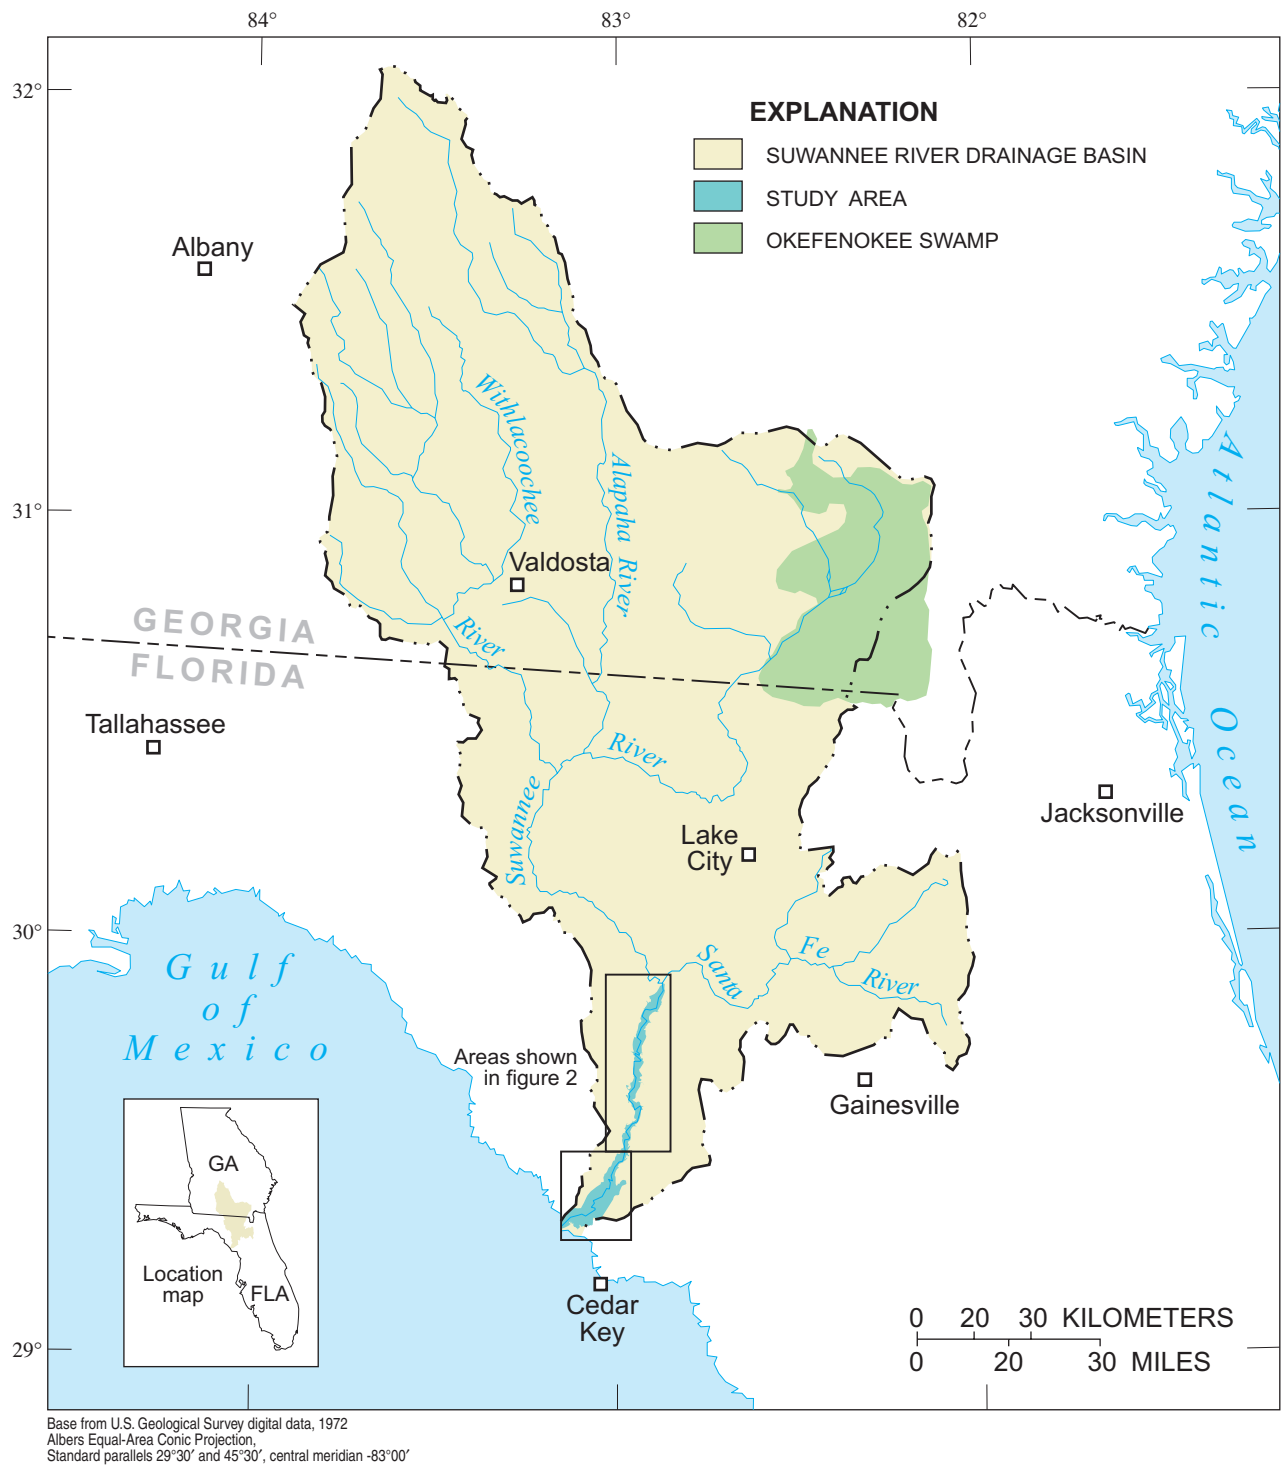 84°
83°
82°
32°
EXPLANATION
SUWANNEE RIVER DRAINAGE BASIN
STUDY AREA
OKEFENOKEE SWAMP
Albany
Withlacoochee
Alapaha River
Atlantic Ocean
31°
Valdosta
GEORGIA
River
FLORIDA
Tallahassee
River
Suwannee
Jacksonville
Lake
City
30°
Gulf
of
Mexico
Santa
Fe
River
Areas shown
in figure 2
Gainesville
GA
Location
map
FLA
Cedar
Key
29°
0 20 30 KILOMETERS
0 20 30 MILES
Base from U.S. Geological Survey digital data, 1972
Albers Equal-Area Conic Projection,
Standard parallels 29°30′ and 45°30′, central meridian -83°00′